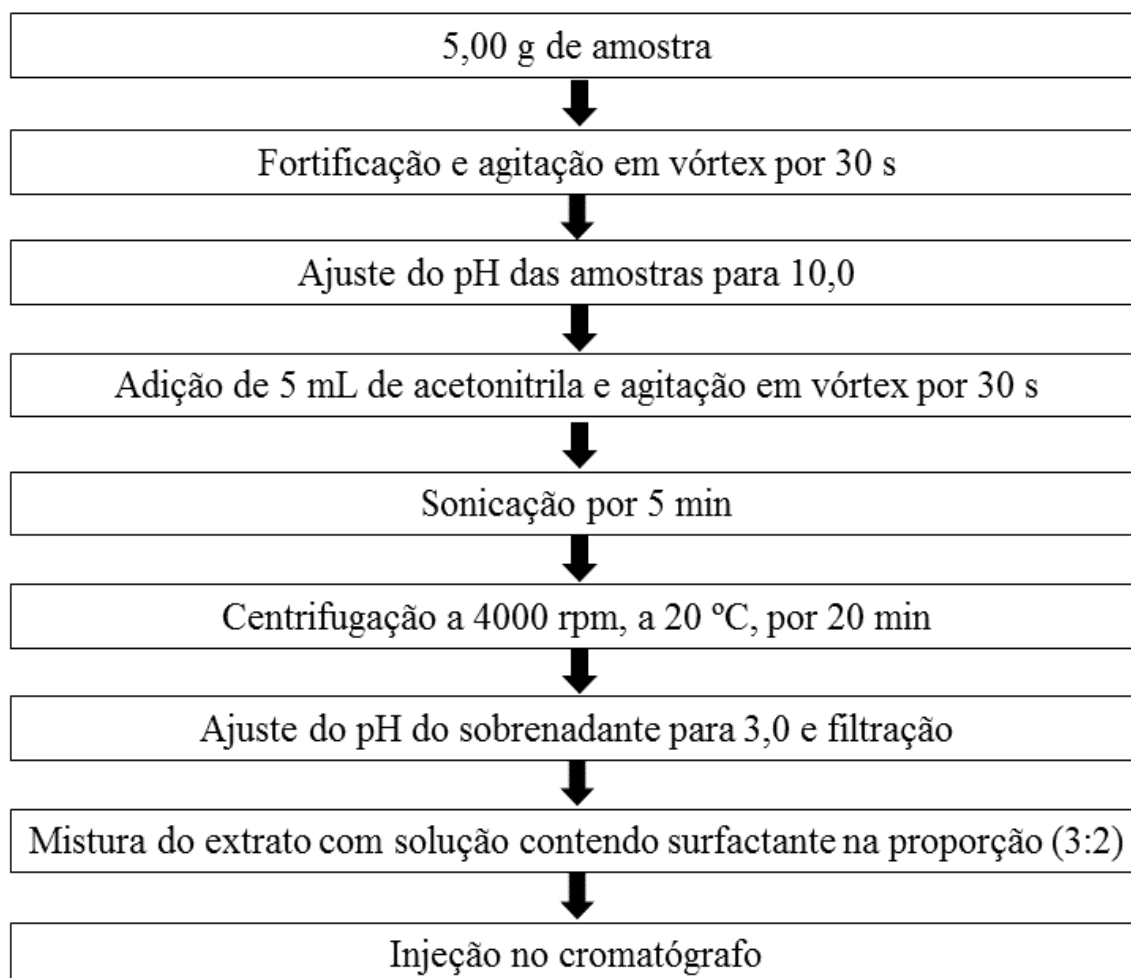 5,00 g de amostra
Fortificação e agitação em vórtex por 30 s
Ajuste do pH das amostras para 10,0
Adição de 5 mL de acetonitrila e agitação em vórtex por 30 s
Sonicação por 5 min
Centrifugação a 4000 rpm, a 20 ºC, por 20 min
Ajuste do pH do sobrenadante para 3,0 e filtração
Mistura do extrato com solução contendo surfactante na proporção (3:2)
Injeção no cromatógrafo